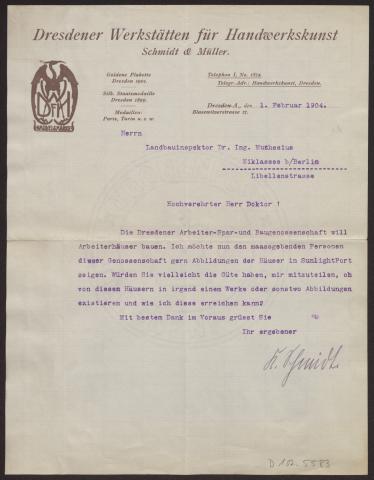 Dresdener Werkstätten für Handwerkskunst
Schmidt & Müller.
Goldene Plakette
Dresden 1901.
Silb. Staatsmedaille
Dresden 1899.
Medaillen:
Paris, Turin u. s. w.
Telephon I, No.
Telegr.-Adr.: Handwerkskunst, Dresden.
Dresden-A., den 1. Februar 1904.
Blasewitzerstrasse 17.
Herrn
Landbauinspektor Dr. Ing. Muthesius
Niklassee b/Berlin
Libellenstrasse
Hochverehrter Herr Doktor !
Die Dresdener Arbeiter-Spar-und Baugenossenschaft will
Arbeiterhäuser bauen. Ich möchte nun den maasgebenden Personen
dieser Genossenschaft gern Abbildungen der Häuser in SunlightPort
zeigen. Würden Sie vielleicht die Güte haben, mir mitzuteilen, ob
von diesen Häusern in irgend einem Werke oder sonstwo Abbildungen
existieren und wie ich diese erreichen kann?
Mit bestem Dank im Voraus grüsst Sie
Ihr ergebener
K. Schmidt
D 102-5583